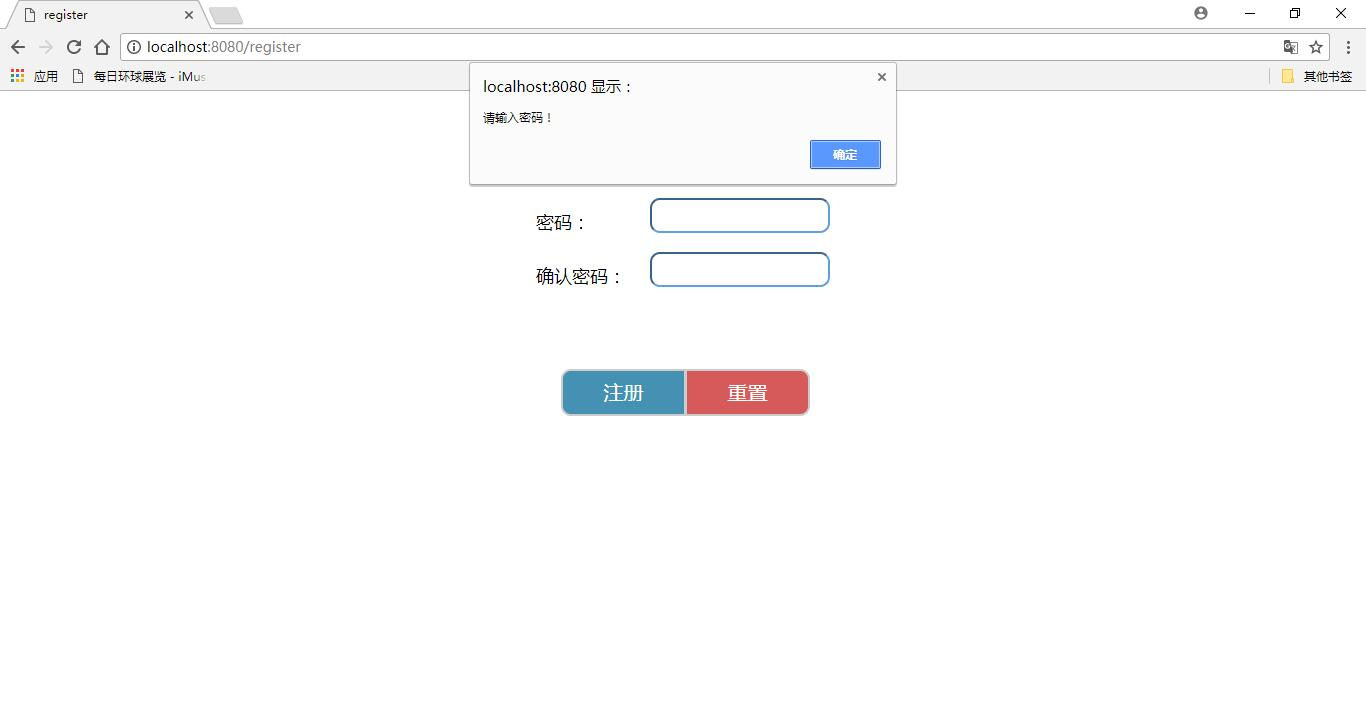 register
localhost:8080/register
应用
每日环球展览 - iMus
其他书签
localhost:8080 显示：
请输入密码！
确定
密码：
确认密码：
注册
重置